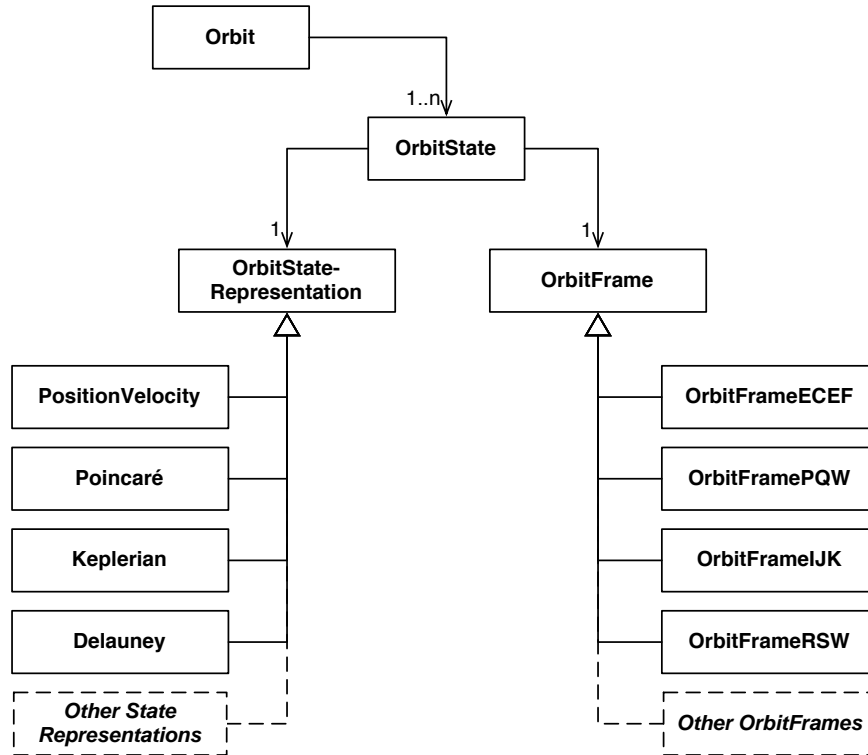 Orbit
1..n
OrbitState
1
1
OrbitState-
Representation
OrbitFrame
PositionVelocity
OrbitFrameECEF
Poincaré
OrbitFramePQW
Keplerian
OrbitFrameIJK
Delauney
OrbitFrameRSW
Other State
Representations
Other OrbitFrames